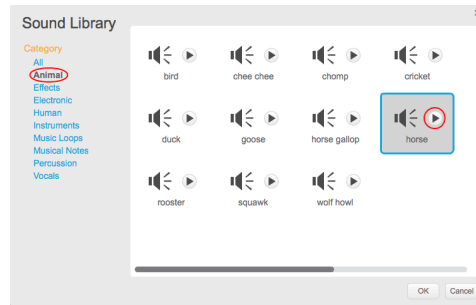 Sound Library
Category
All
Animal
Effects
Electronic
Human
Instruments
Music Loops
Musical Notes
Percussion
Vocals
bird chee chee chomp cricket
duck goose horse gallop horse
rooster squawk wolf howl
OK Cancel